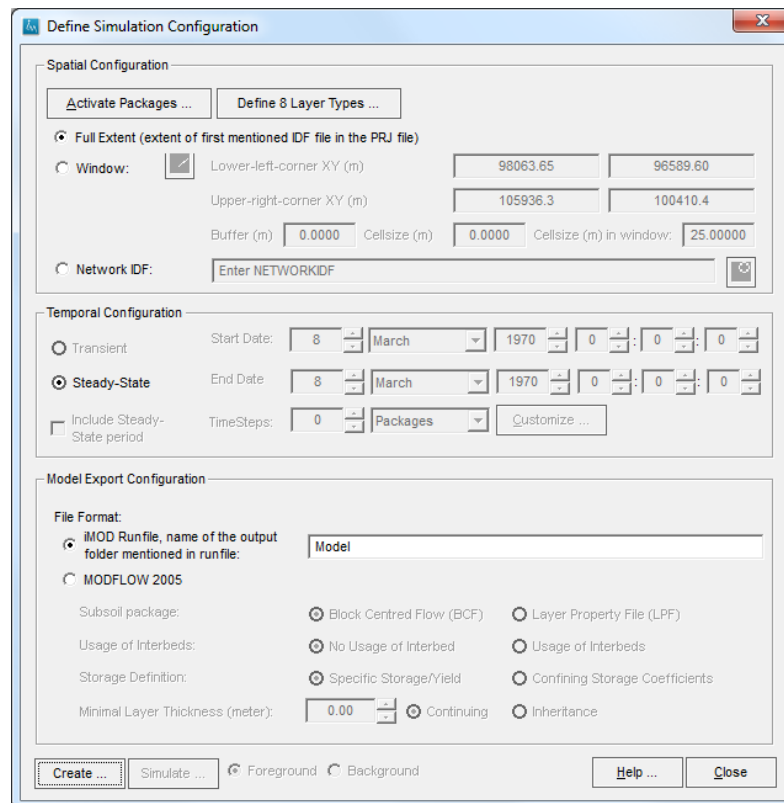 Define Simulation Configuration
Spatial Configuration
Activate Packages ... Define 8 Layer Types ...
Full Extent (extent of first mentioned IDF file in the PRJ file)
Window: Lower-left-corner XY (m) 98063.65 96589.60
Upper-right-corner XY (m) 105936.3 100410.4
Buffer (m) 0.0000 Cellsize (m) 0.0000 Cellsize (m) in window: 25.00000
Network IDF: Enter NETWORKIDF
Temporal Configuration
Transient Start Date: 8 March 1970 0 : 0 : 0
Steady-State End Date 8 March 1970 0 : 0 : 0
Include Steady-
State period TimeSteps: 0 Packages Customize ...
Model Export Configuration
File Format:
iMOD Runfile, name of the output
folder mentioned in runfile: Model
MODFLOW 2005
Subsoil package: Block Centred Flow (BCF) Layer Property File (LPF)
Usage of Interbeds: No Usage of Interbed Usage of Interbeds
Storage Definition: Specific Storage/Yield Confining Storage Coefficients
Minimal Layer Thickness (meter): 0.00 Continuing Inheritance
Create ... Simulate ... Foreground Background Help ... Close